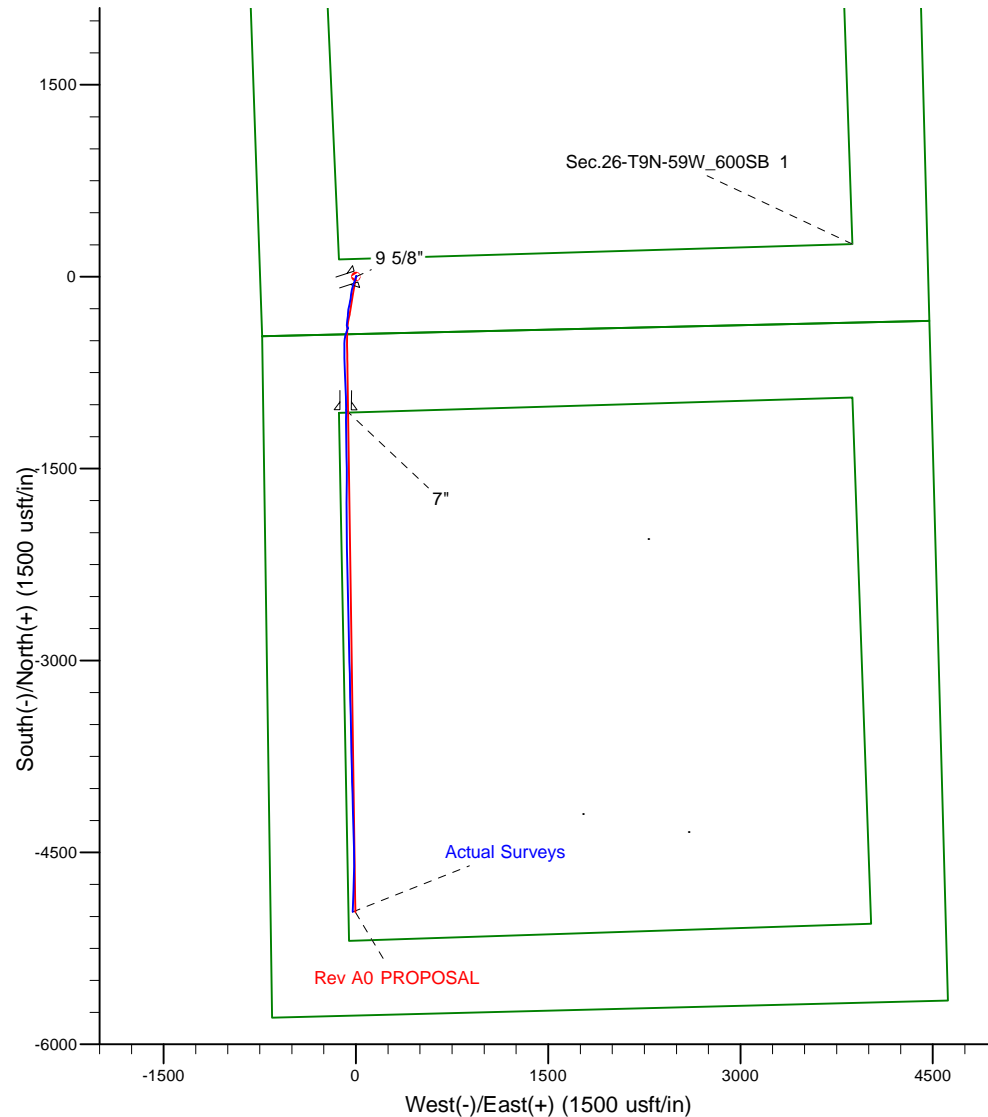 1500
Sec.26-T9N-59W_600SB 1
0
9 5/8"
-1500
7"
-3000
South(-)/North(+) (1500 usft/in)
-4500
Actual Surveys
Rev A0 PROPOSAL
-6000
-1500 0 1500 3000 4500
West(-)/East(+) (1500 usft/in)